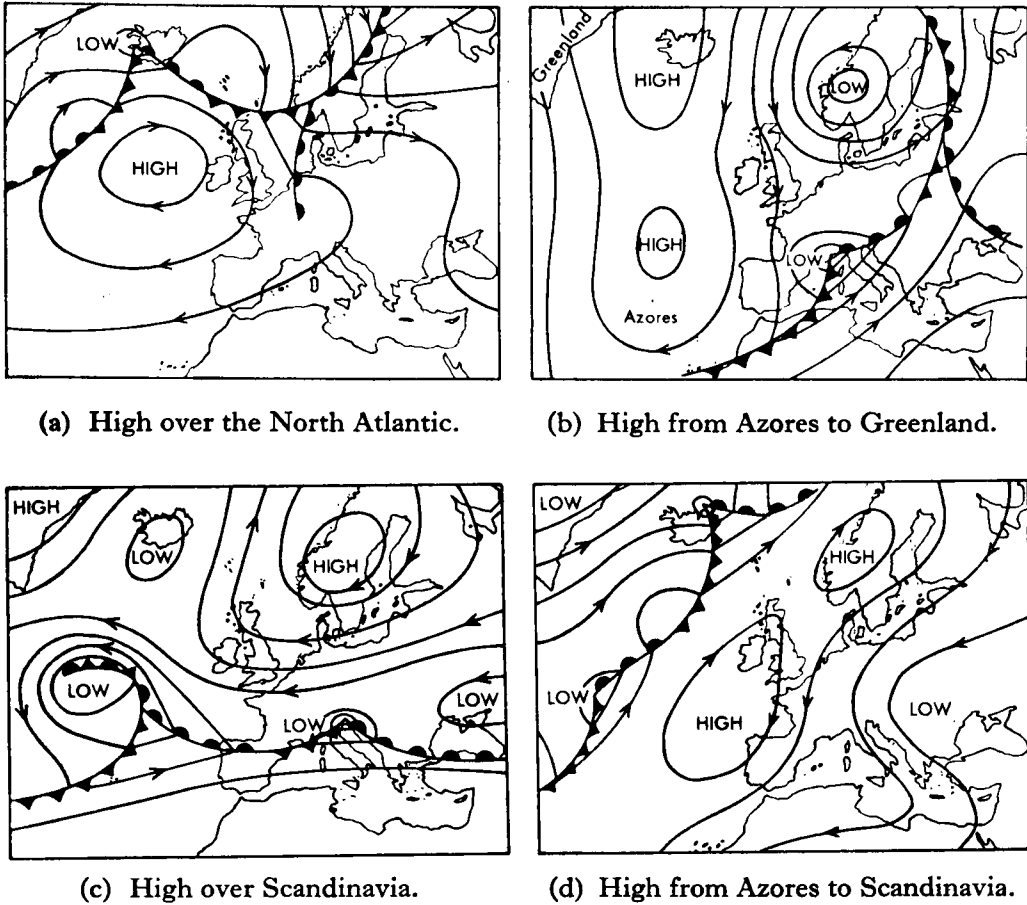 LOW
HIGH
(a) High over the North Atlantic.
Greenland
HIGH
LOW
HIGH
LOW
Azores
(b) High from Azores to Greenland.
HIGH
LOW
HIGH
LOW
LOW
LOW
(c) High over Scandinavia.
LOW
HIGH
LOW
HIGH
LOW
(d) High from Azores to Scandinavia.